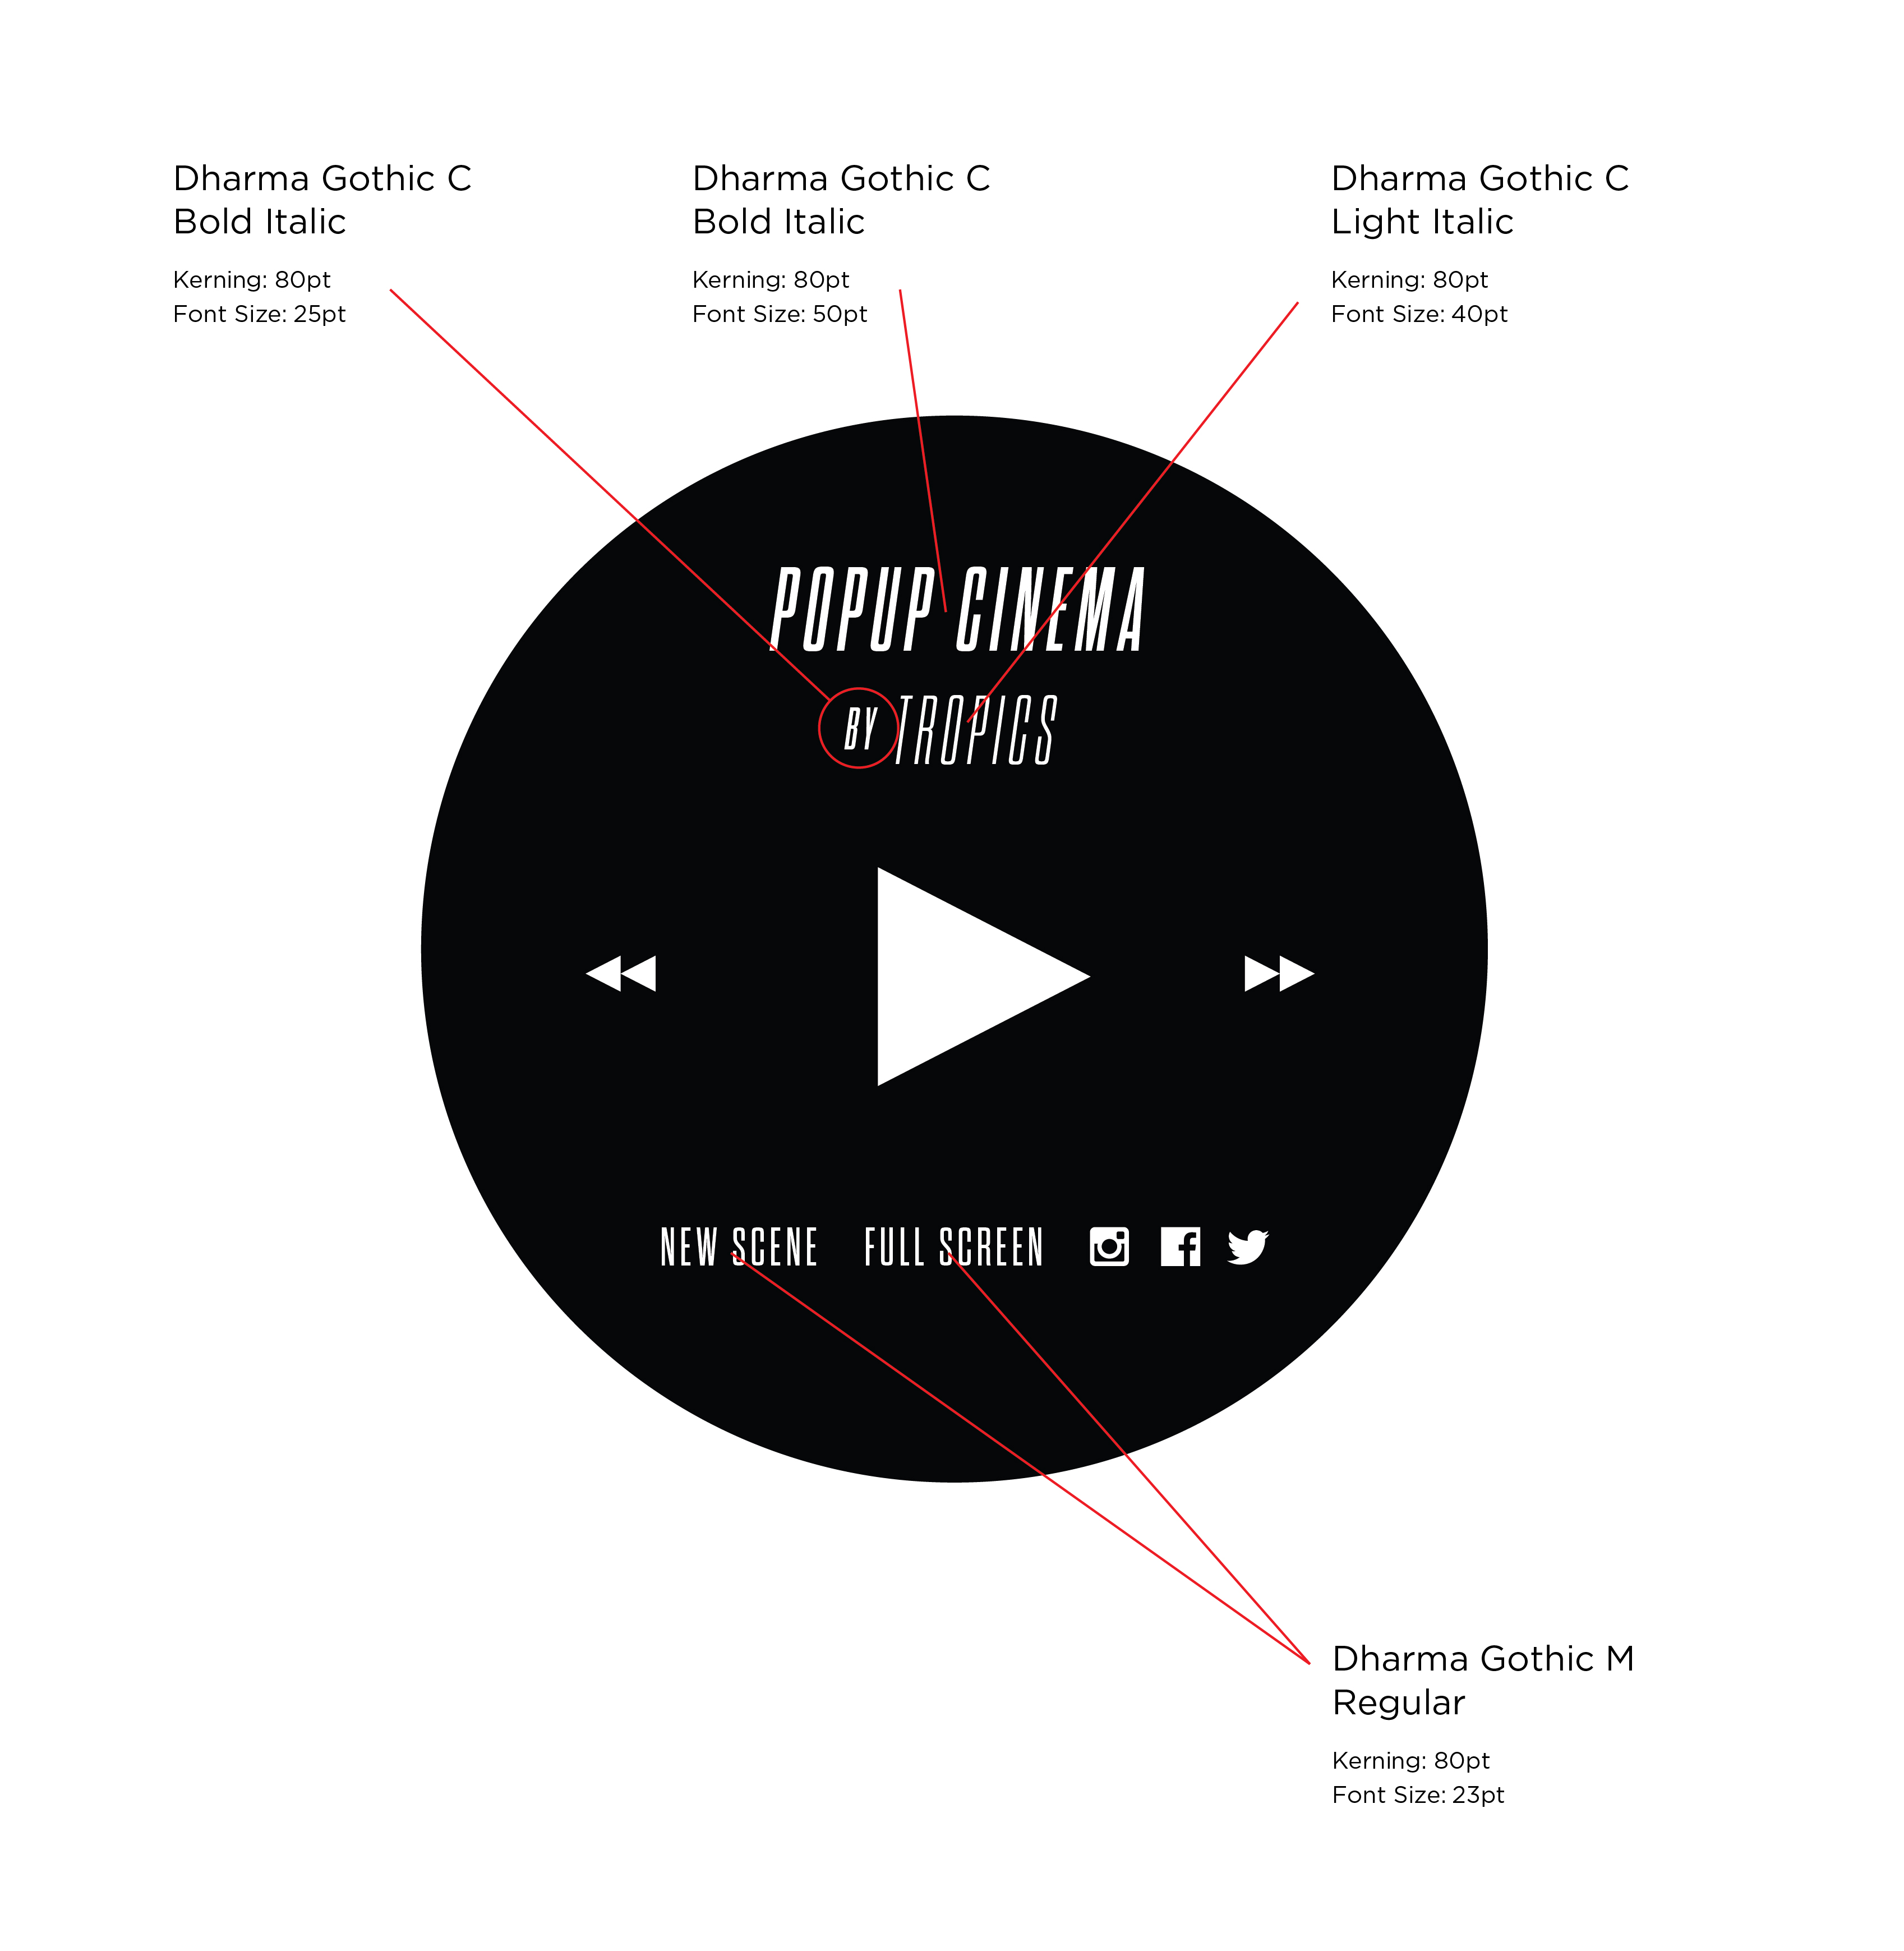 Dharma Gothic C
Bold Italic
Kerning: 80pt
Font Size: 25pt
Dharma Gothic C
Bold Italic
Kerning: 80pt
Font Size: 50pt
Dharma Gothic C
Light Italic
Kerning: 80pt
Font Size: 40pt
POPUP CINEMA
BY TROPICS
NEW SCENE FULL SCREEN
Dharma Gothic M
Regular
Kerning: 80pt
Font Size: 23pt